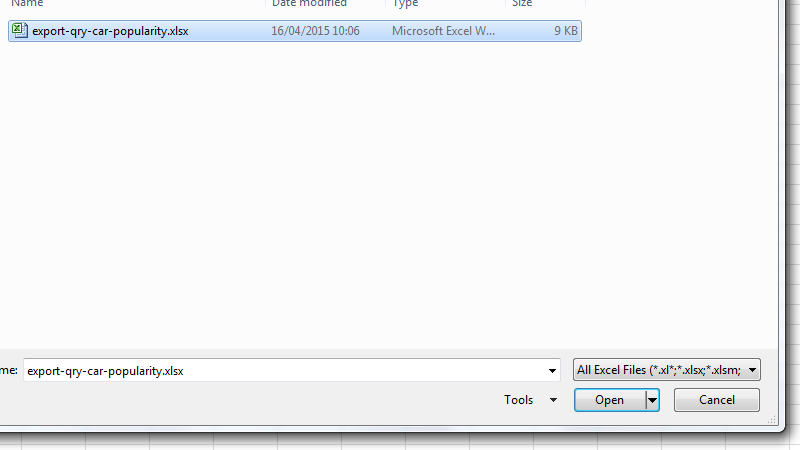 Name Date modified Type Size
export-qry-car-popularity.xlsx 16/04/2015 10:06 Microsoft Excel W... 9 KB
me: export-qry-car-popularity.xlsx All Excel Files (*.xl*;*.xlsx;*.xlsm;
Tools Open Cancel